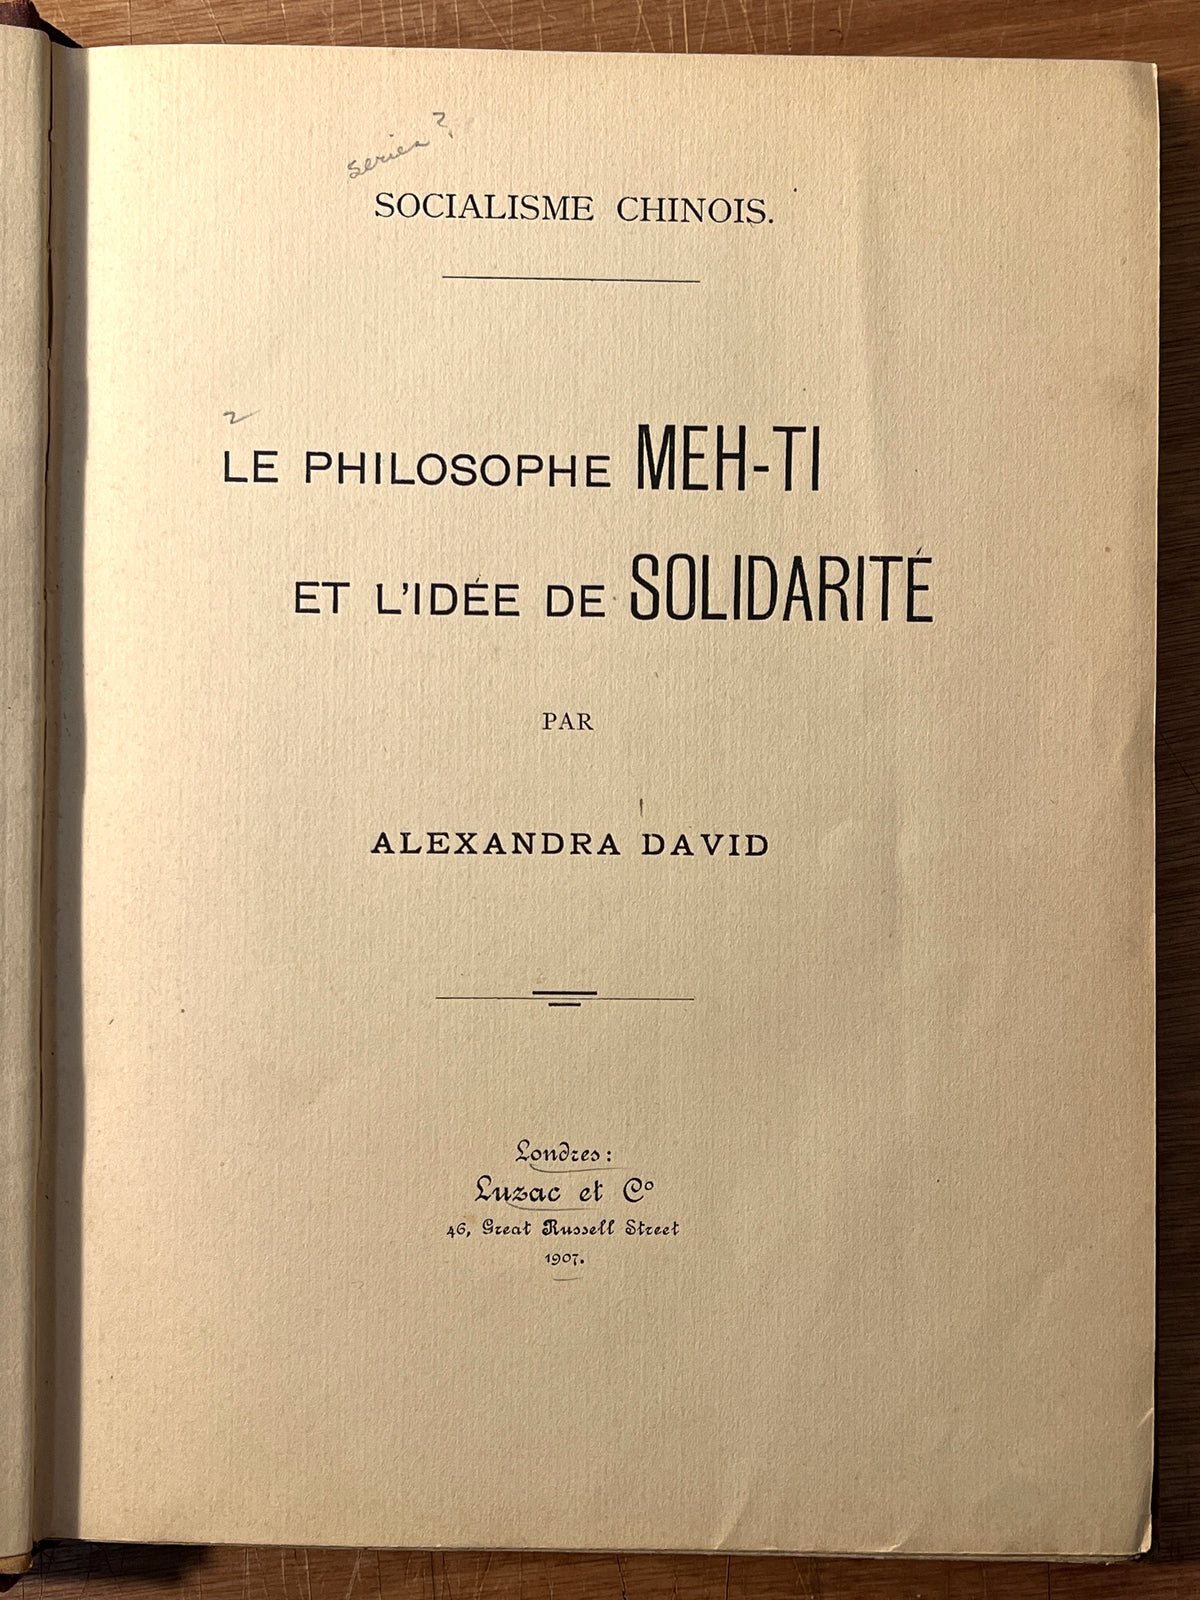 series?
SOCIALISME CHINOIS.
2
LE PHILOSOPHE MEH-TI
ET L'IDÉE DE SOLIDARITÉ
PAR
ALEXANDRA DAVID
Londres:
Luzac et Cº
46, Great Russell Street
1907.